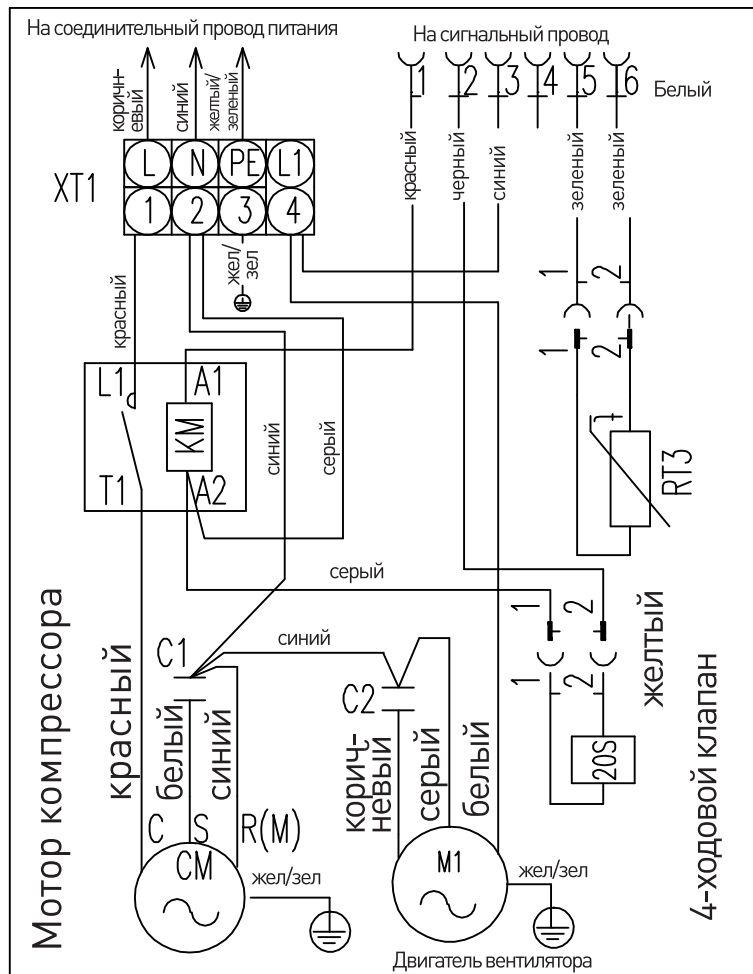 На соединительный провод питания
На сигнальный провод
коричн-
евый
синий
желтый/
зеленый
1
2
3
4
5
6
Белый
XT1
L
N
PE
L1
1
2
3
4
красный
черный
синий
зеленый
зеленый
красный
жел/
зел
1
2
1
2
L1
A1
KM
T1
A2
синий
серый
RT3
серый
1
2
1
2
желтый
20S
4-ходовой клапан
Мотор компрессора
красный
C1
белый
синий
синий
C2
корич-
невый
серый
белый
C
S
R(M)
CM
жел/зел
M1
жел/зел
Двигатель вентилятора